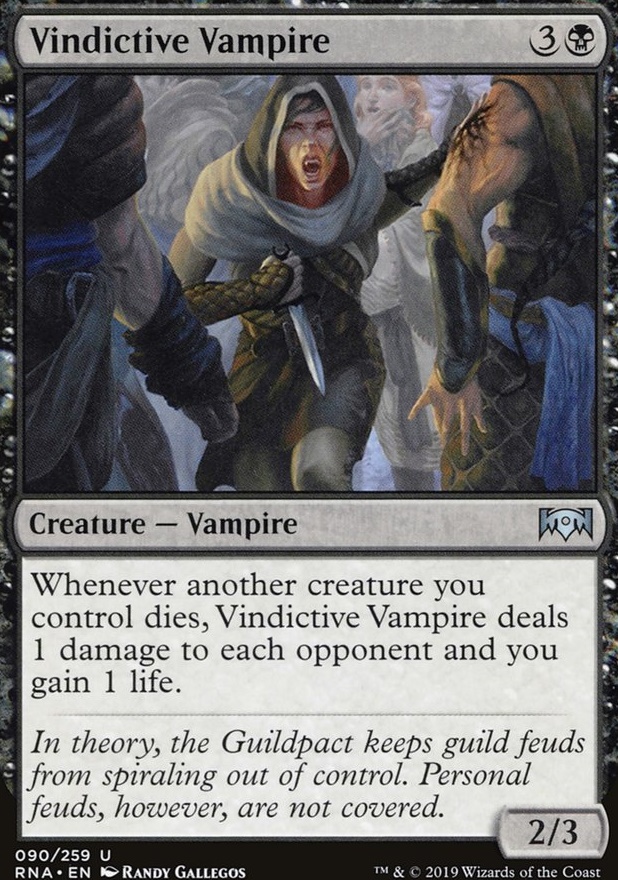 Vindictive Vampire 3
Creature — Vampire
Whenever another creature you
control dies, Vindictive Vampire deals
1 damage to each opponent and you
gain 1 life.
In theory, the Guildpact keeps guild feuds
from spiraling out of control. Personal
feuds, however, are not covered.
2/3
090/259 U
RNA • EN Randy Gallegos
™ & © 2019 Wizards of the Coast